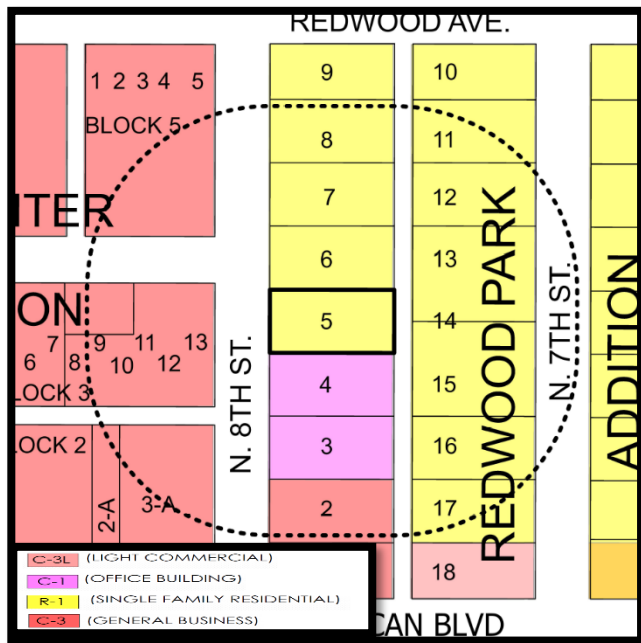 REDWOOD AVE.
1 2 3 4 5
BLOCK 5
NTER
ON
6 7 8 9 10 11 12 13
LOCK 3
LOCK 2
2-A
3-A
N. 8TH ST.
9
8
7
6
5
4
3
2
10
11
12
13
14
15
16
17
18
REDWOOD PARK
N. 7TH ST.
ADDITION
C-3L (LIGHT COMMERCIAL)
C-1 (OFFICE BUILDING)
R-1 (SINGLE FAMILY RESIDENTIAL)
C-3 (GENERAL BUSINESS)
CAN BLVD